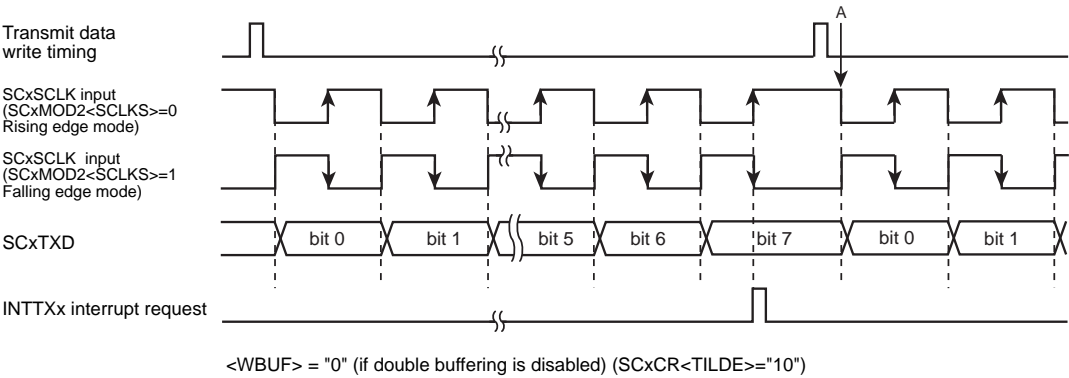 A
Transmit data
write timing
SCxSCLK input
(SCxMOD2<SCLKS>=0
Rising edge mode)
SCxSCLK input
(SCxMOD2<SCLKS>=1
Falling edge mode)
SCxTXD
bit 0 bit 1 bit 5 bit 6 bit 7 bit 0 bit 1
INTTXx interrupt request
<WBUF> = "0" (if double buffering is disabled) (SCxCR<TILDE>="10")